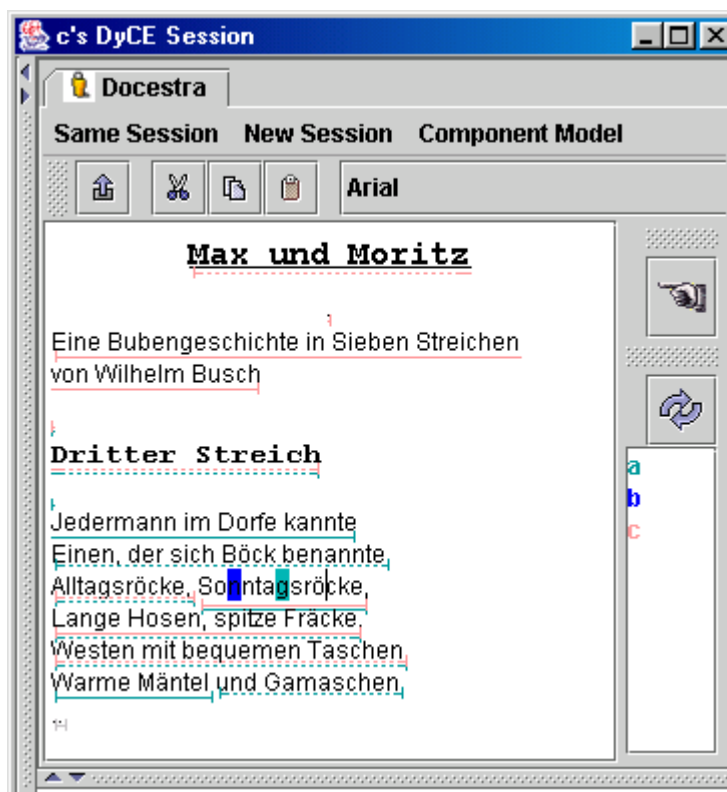 c's DyCE Session
Docestra
Same Session New Session Component Model
Arial
Max und Moritz
Eine Bubengeschichte in Sieben Streichen
von Wilhelm Busch
Dritter Streich
Jedermann im Dorfe kannte
Einen, der sich Böck benannte,
Alltagsröcke, Sonntagsröcke,
Lange Hosen, spitze Fräcke,
Westen mit bequemen Taschen,
Warme Mäntel und Gamaschen,
a
b
c